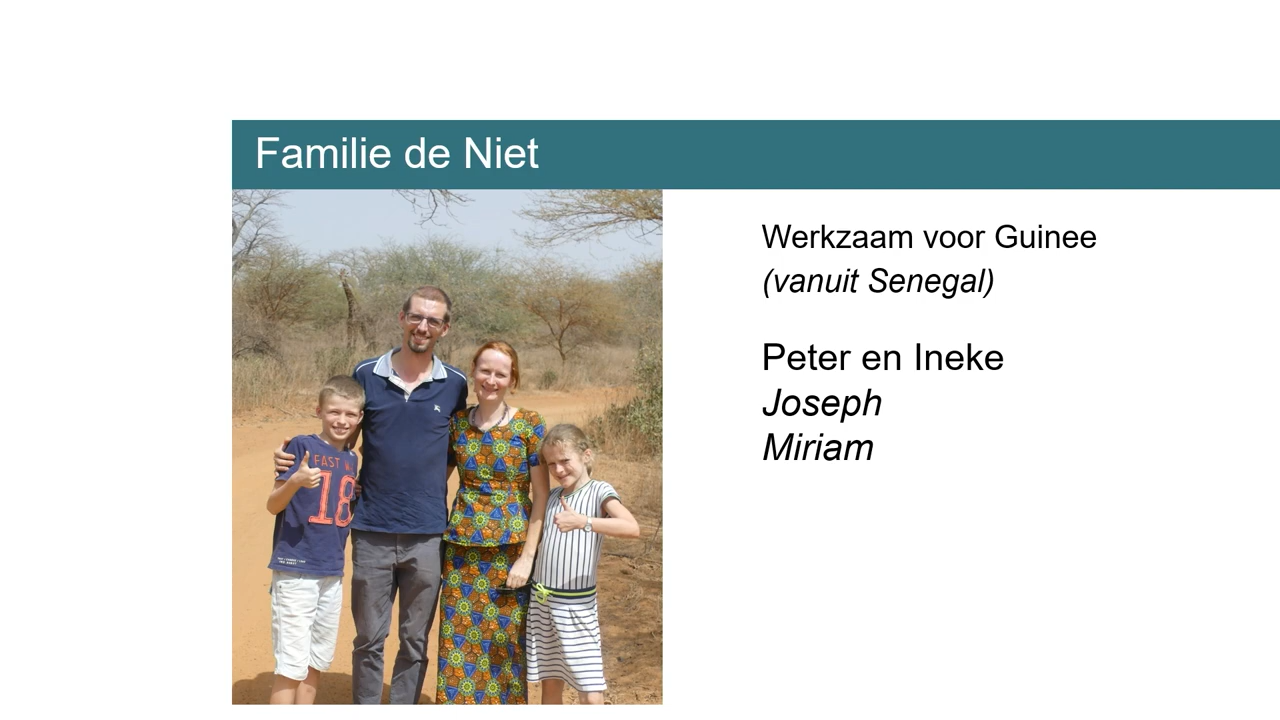 Familie de Niet
Werkzaam voor Guinee
(vanuit Senegal)
Peter en Ineke
Joseph
Miriam
FAST
18